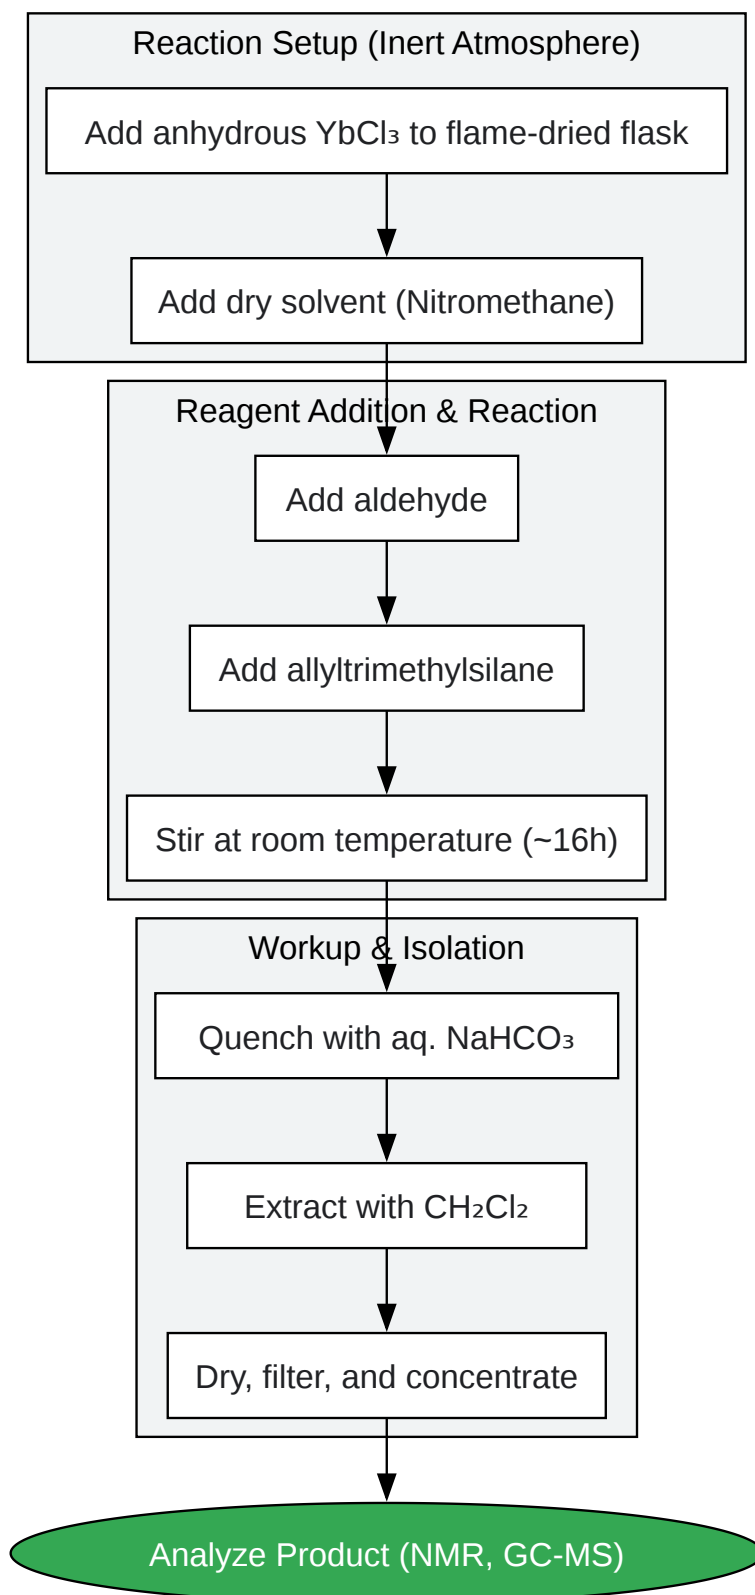 Reaction Setup (Inert Atmosphere)
Add anhydrous YbCl₃ to flame-dried flask
Add dry solvent (Nitromethane)
Reagent Addition & Reaction
Add aldehyde
Add allyltrimethylsilane
Stir at room temperature (~16h)
Workup & Isolation
Quench with aq. NaHCO₃
Extract with CH₂Cl₂
Dry, filter, and concentrate
Analyze Product (NMR, GC-MS)